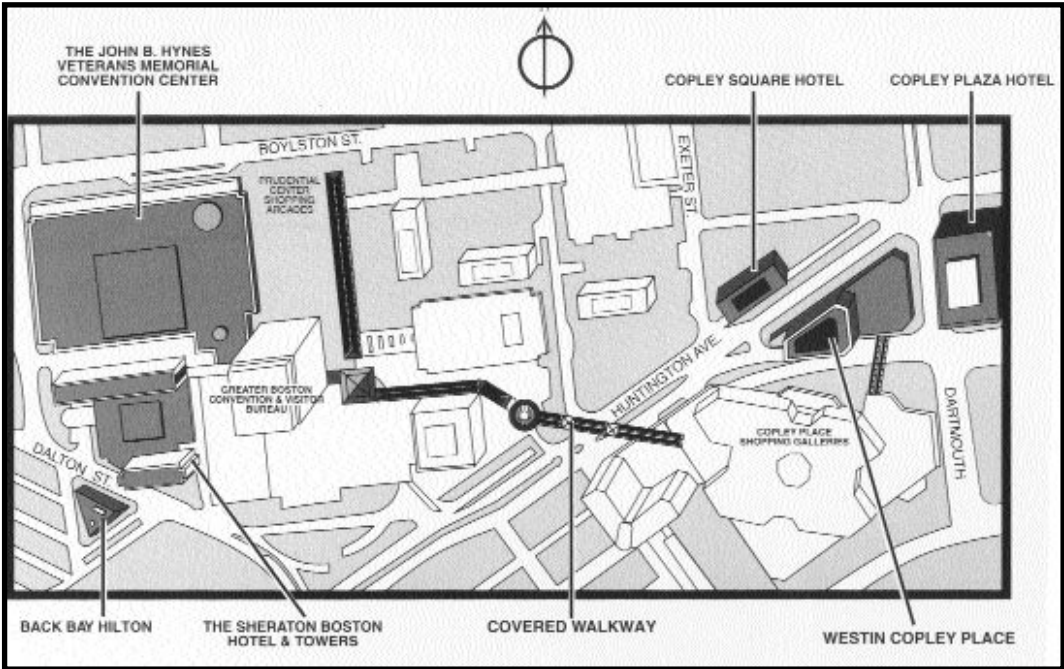 THE JOHN B. HYNES
VETERANS MEMORIAL
CONVENTION CENTER
COPLEY SQUARE HOTEL
COPLEY PLAZA HOTEL
BOYLSTON ST.
EXETER ST.
PRUDENTIAL
CENTER
SHOPPING
ARCADES
HUNTINGTON AVE.
GREATER BOSTON
CONVENTION & VISITOR
BUREAU
COPLEY PLACE
SHOPPING GALLERIES
DARTMOUTH
DALTON ST.
BACK BAY HILTON
THE SHERATON BOSTON
HOTEL & TOWERS
COVERED WALKWAY
WESTIN COPLEY PLACE